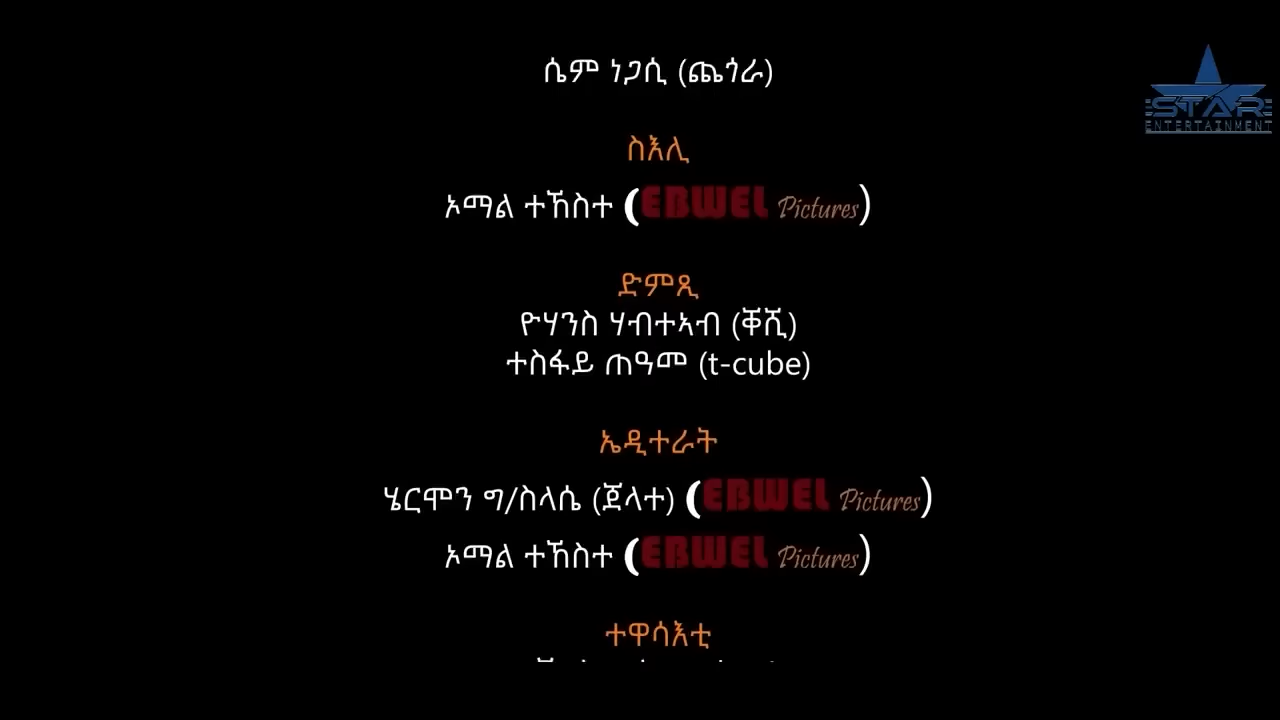 ሴም ነጋሲ (ጨጎራ)
STAR
ENTERTAINMENT
ስእሊ
ኦማል ተኸስተ (EBWEL Pictures)
ድምጺ
ዮሃንስ ሃብተኣብ (ቐሺ)
ተስፋይ ጠዓመ (t-cube)
ኤዲተራት
ሄርሞን ግ/ስላሴ (ጀላተ) (EBWEL Pictures)
ኦማል ተኸስተ (EBWEL Pictures)
ተዋሳእቲ